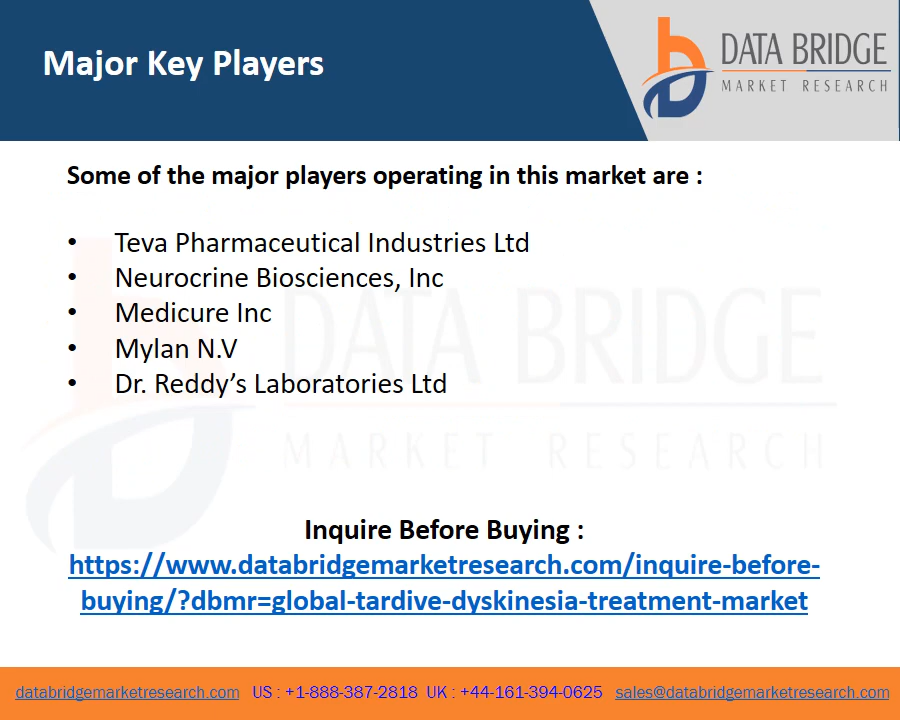 Major Key Players
DATA BRIDGE
MARKET RESEARCH
Some of the major players operating in this market are :
• Teva Pharmaceutical Industries Ltd
• Neurocrine Biosciences, Inc
• Medicure Inc
• Mylan N.V
• Dr. Reddy’s Laboratories Ltd
DATA BRIDGE
MARKET RESEARCH
Inquire Before Buying :
https://www.databridgemarketresearch.com/inquire-before-
buying/?dbmr=global-tardive-dyskinesia-treatment-market
databridgemarketresearch.com US : +1-888-387-2818 UK : +44-161-394-0625 sales@databridgemarketresearch.com